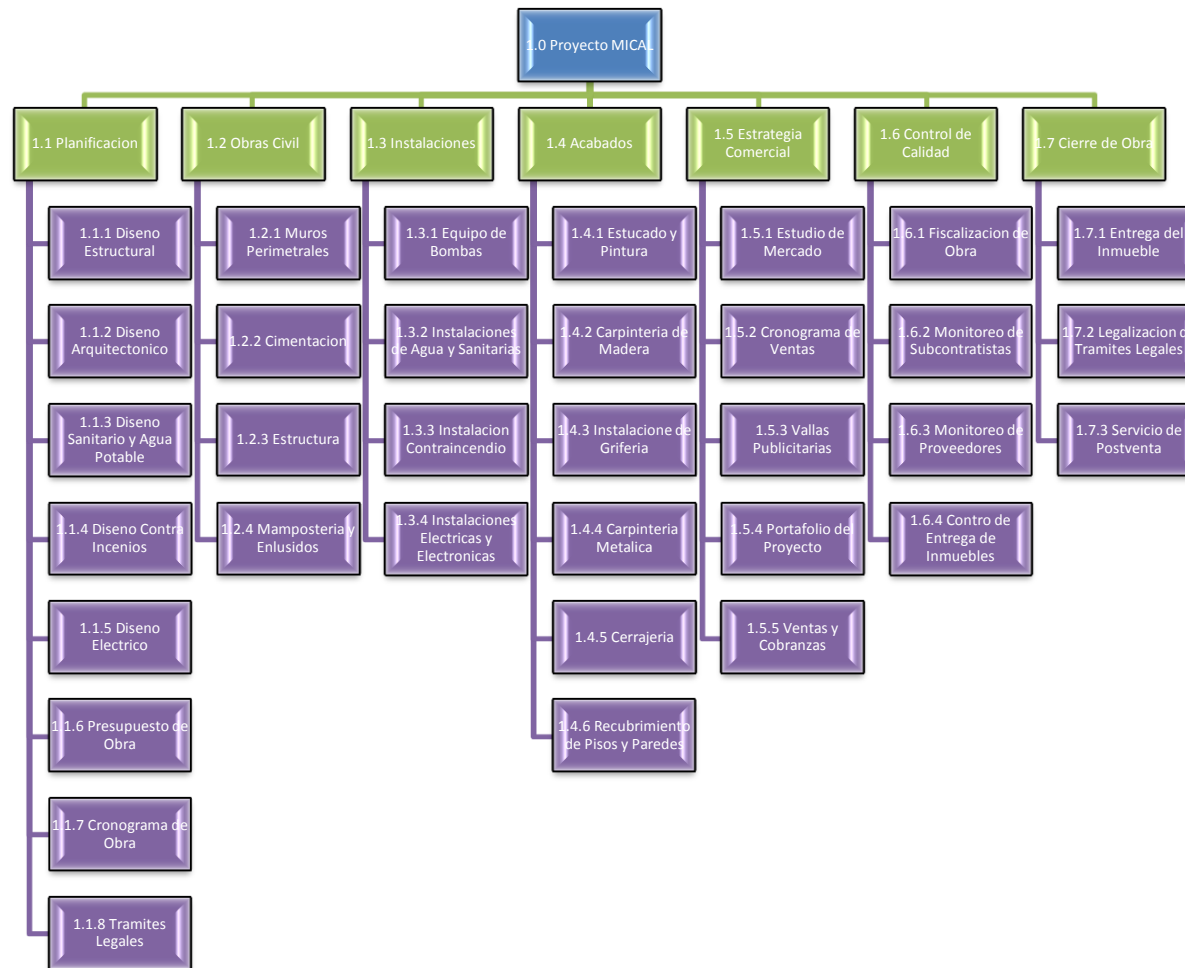 1.0 Proyecto MICAL
1.1 Planificacion
1.2 Obras Civil
1.3 Instalaciones
1.4 Acabados
1.5 Estrategia
Comercial
1.6 Control de
Calidad
1.7 Cierre de Obra
1.1.1 Diseno
Estructural
1.1.2 Diseno
Arquitectonico
1.1.3 Diseno
Sanitario y Agua
Potable
1.1.4 Diseno Contra
Incenios
1.1.5 Diseno
Electrico
1.1.6 Presupuesto de
Obra
1.1.7 Cronograma de
Obra
1.1.8 Tramites
Legales
1.2.1 Muros
Perimetrales
1.2.2 Cimentacion
1.2.3 Estructura
1.2.4 Mamposteria y
Enlusidos
1.3.1 Equipo de
Bombas
1.3.2 Instalaciones
de Agua y Sanitarias
1.3.3 Instalacion
Contraincendio
1.3.4 Instalaciones
Electricas y
Electronicas
1.4.1 Estucado y
Pintura
1.4.2 Carpinteria de
Madera
1.4.3 Instalacione de
Griferia
1.4.4 Carpinteria
Metalica
1.4.5 Cerrajeria
1.4.6 Recubrimiento
de Pisos y Paredes
1.5.1 Estudio de
Mercado
1.5.2 Cronograma de
Ventas
1.5.3 Vallas
Publicitarias
1.5.4 Portafolio de
Proyecto
1.5.5 Ventas y
Cobranzas
1.6.1 Fiscalizacion de
Obra
1.6.2 Monitoreo de
Subcontratistas
1.6.3 Monitoreo de
Proveedores
1.6.4 Contro de
Entrega de
Inmuebles
1.7.1 Entrega del
Inmueble
1.7.2 Legalizacion d
Tramites Legales
1.7.3 Servicio de
Postventa